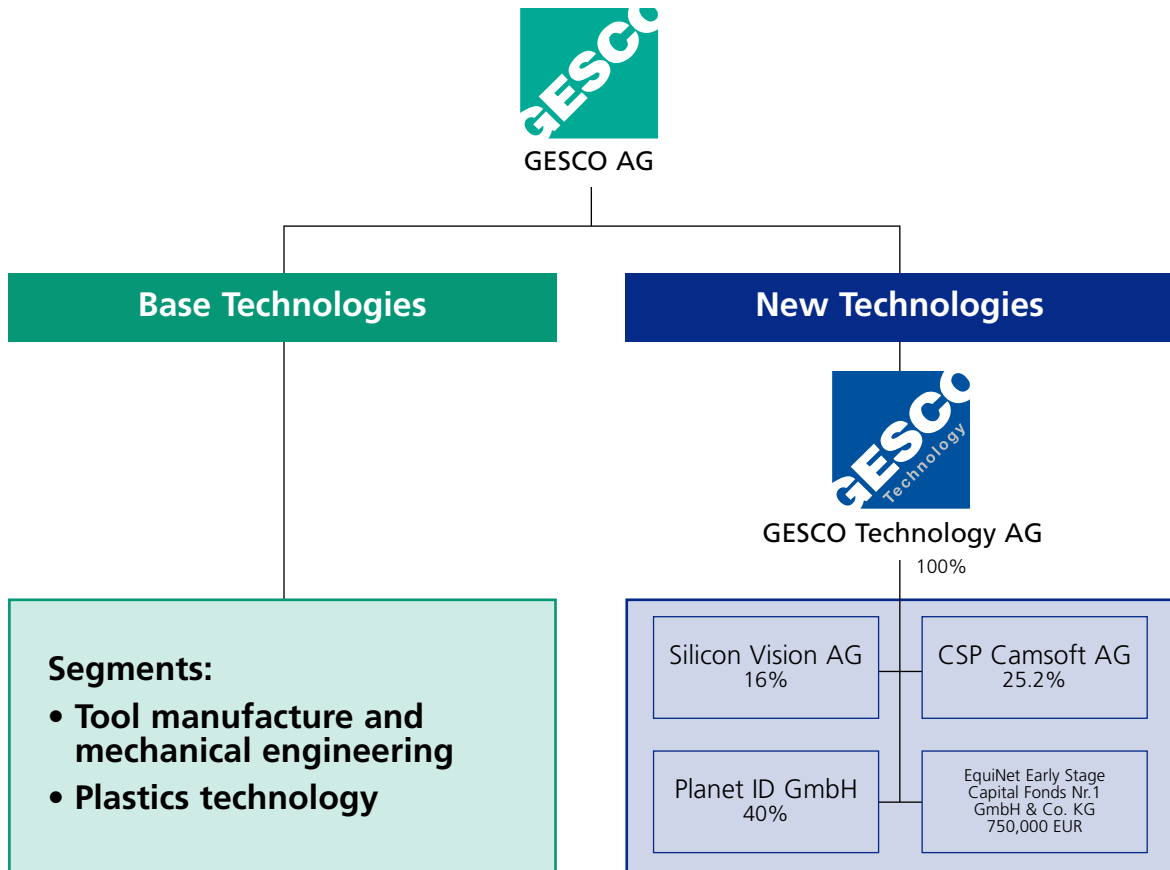 GESCO
GESCO AG
Base Technologies
New Technologies
GESCO
Technology
GESCO Technology AG
100%
Segments:
• Tool manufacture and
mechanical engineering
• Plastics technology
Silicon Vision AG
16%
CSP Camsoft AG
25.2%
Planet ID GmbH
40%
EquiNet Early Stage
Capital Fonds Nr.1
GmbH & Co. KG
750,000 EUR